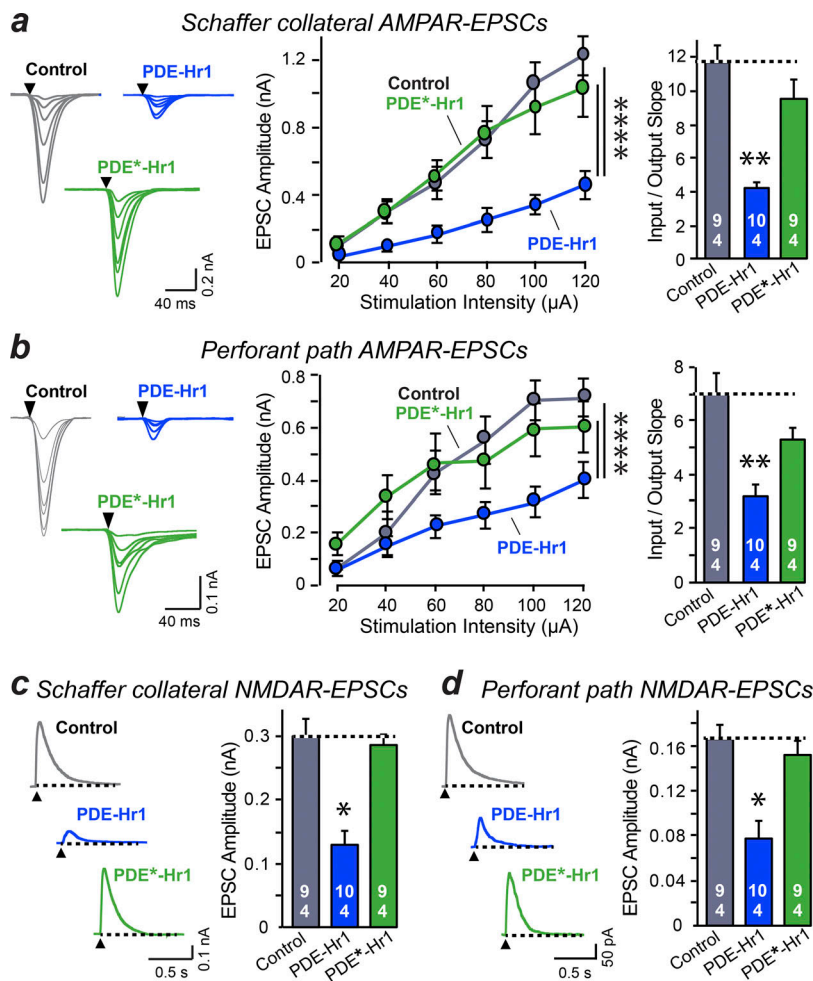 a Schaffer collateral AMPAR-EPSCs
Control
PDE-Hr1
PDE*-Hr1
0.2 nA
40 ms
EPSC Amplitude (nA)
1.2
0.8
0.4
0
Control
PDE*-Hr1
PDE-Hr1
****
20 40 60 80 100 120
Stimulation Intensity (µA)
Input / Output Slope
12
10
8
6
4
2
0
**
9 4
10 4
9 4
Control
PDE-Hr1
PDE*-Hr1
b Perforant path AMPAR-EPSCs
Control
PDE-Hr1
PDE*-Hr1
0.1 nA
40 ms
EPSC Amplitude (nA)
0.8
0.6
0.4
0.2
0
Control
PDE*-Hr1
PDE-Hr1
****
20 40 60 80 100 120
Stimulation Intensity (µA)
Input / Output Slope
8
6
4
2
0
**
9 4
10 4
9 4
Control
PDE-Hr1
PDE*-Hr1
c Schaffer collateral NMDAR-EPSCs
Control
PDE-Hr1
PDE*-Hr1
0.5 s
0.1 nA
EPSC Amplitude (nA)
0.3
0.2
0.1
0
*
9 4
10 4
9 4
Control
PDE-Hr1
PDE*-Hr1
d Perforant path NMDAR-EPSCs
Control
PDE-Hr1
PDE*-Hr1
0.5 s
50 pA
EPSC Amplitude (nA)
0.16
0.12
0.08
0.04
0
*
9 4
10 4
9 4
Control
PDE-Hr1
PDE*-Hr1